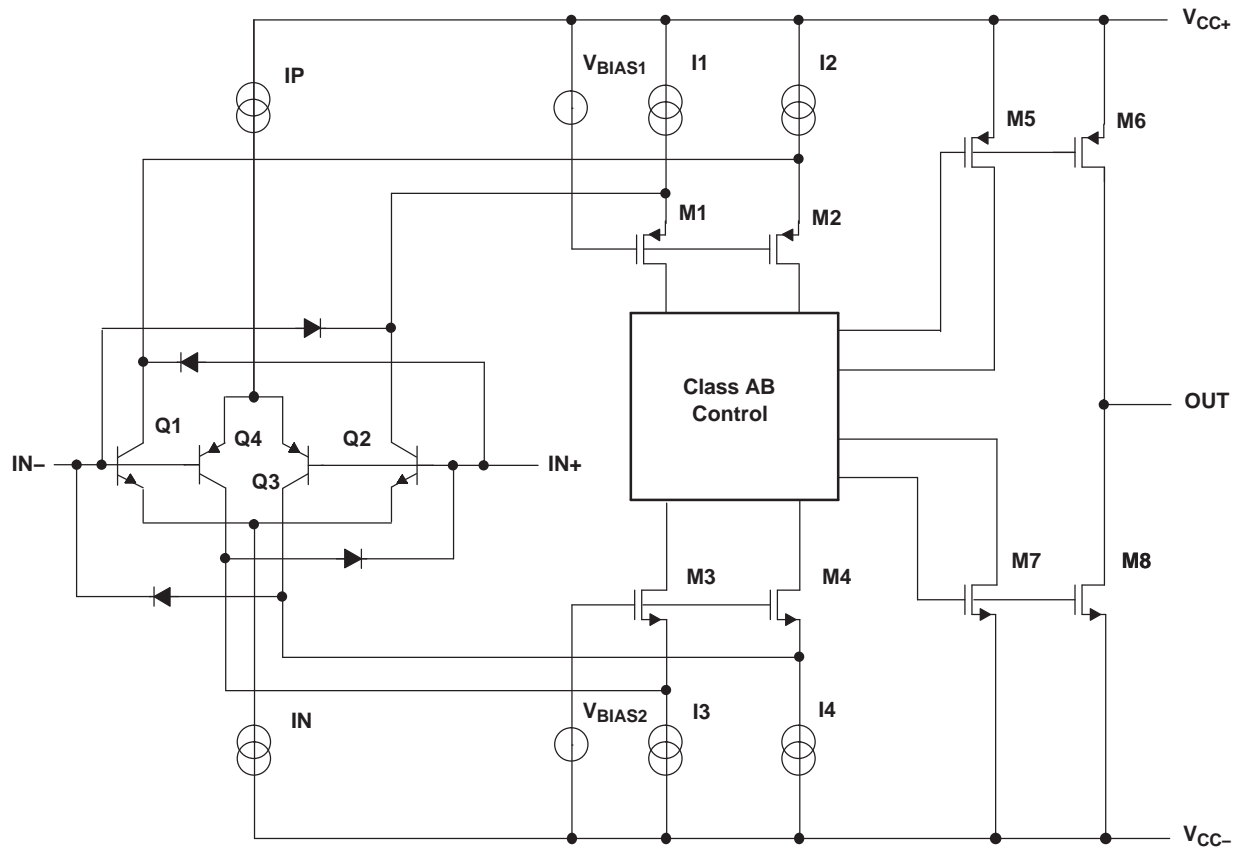 VCC+
IP
VBIAS1
I1
I2
M5
M6
M1
M2
Class AB
Control
OUT
Q1
Q4
Q3
Q2
IN–
IN+
M3
M4
M7
M8
IN
VBIAS2
I3
I4
VCC–